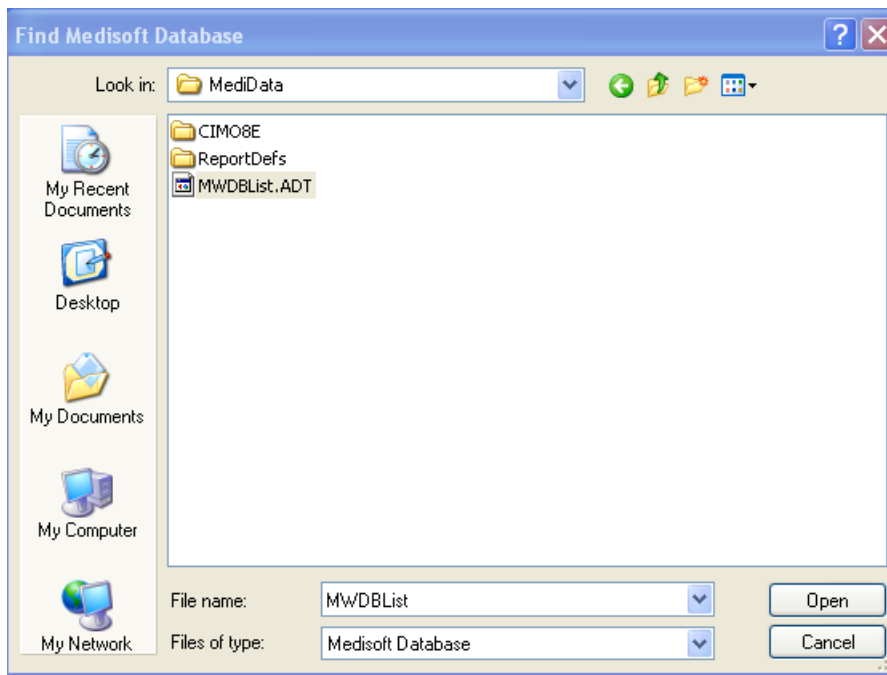 Find Medisoft Database
?
Look in: MediData
CIMO8E
ReportDefs
MWDBList.ADT
My Recent
Documents
Desktop
My Documents
My Computer
My Network
File name: MWDBList Open
Files of type: Medisoft Database Cancel